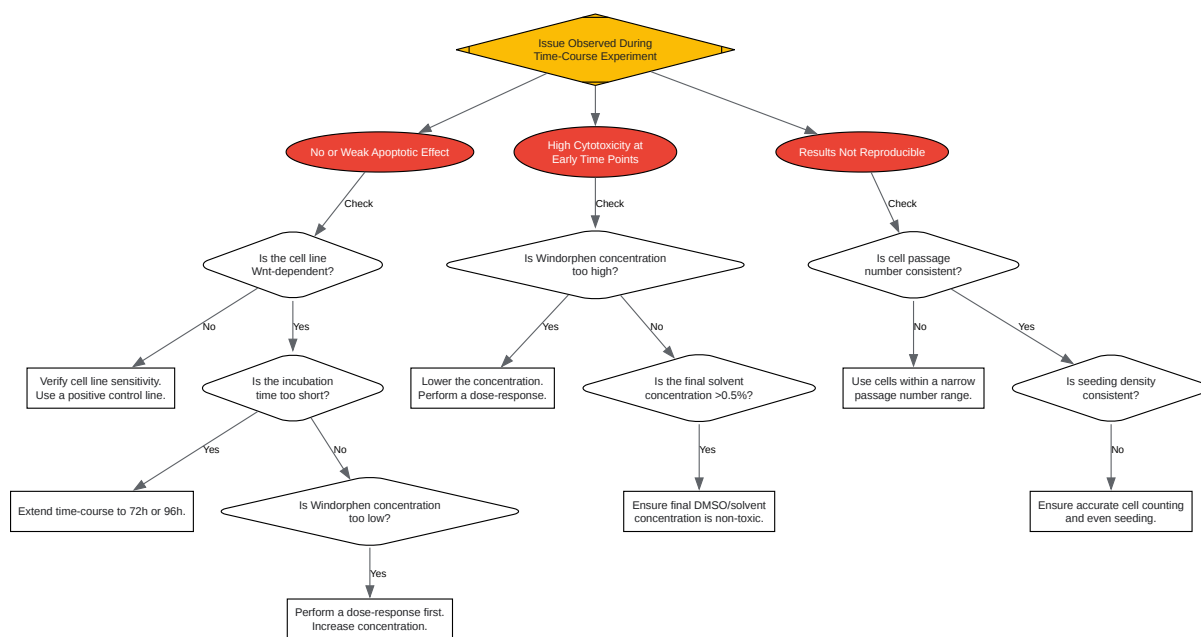 Issue Observed During
Time-Course Experiment
No or Weak Apoptotic Effect
High Cytotoxicity at
Early Time Points
Results Not Reproducible
Check
Check
Check
Is the cell line
Wnt-dependent?
Is Windorphen concentration
too high?
Is cell passage
number consistent?
No
Yes
Yes
No
No
Yes
Verify cell line sensitivity.
Use a positive control line.
Is the incubation
time too short?
Lower the concentration.
Perform a dose-response.
Is the final solvent
concentration >0.5%?
Use cells within a narrow
passage number range.
Is seeding density
consistent?
Yes
No
Yes
No
Extend time-course to 72h or 96h.
Is Windorphen concentration
too low?
Ensure final DMSO/solvent
concentration is non-toxic.
Ensure accurate cell counting
and even seeding.
Yes
Perform a dose-response first.
Increase concentration.